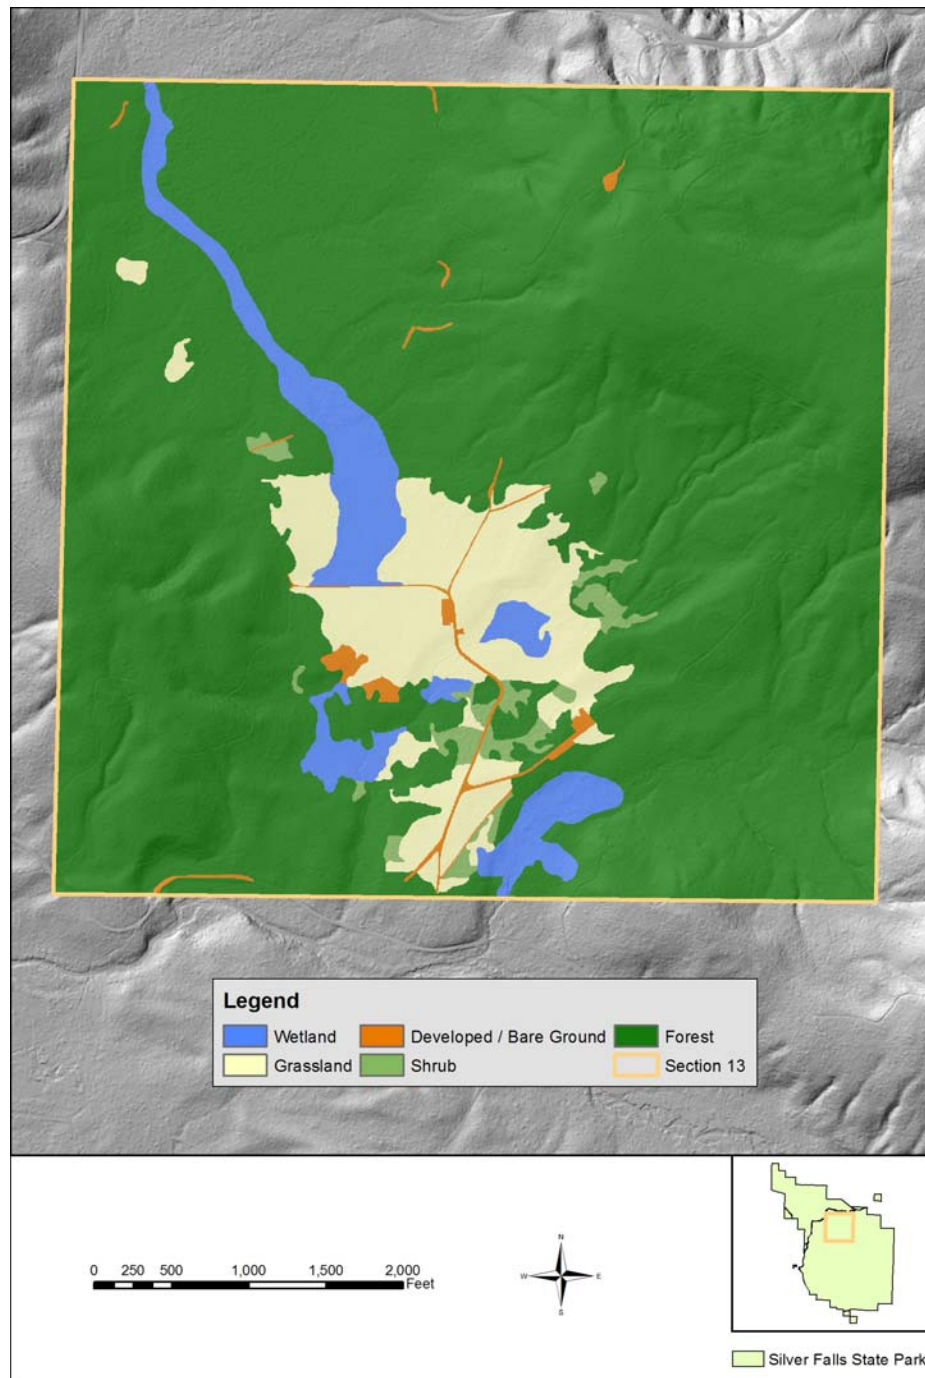 Legend
Wetland Developed / Bare Ground Forest
Grassland Shrub Section 13
0 250 500 1,000 1,500 2,000
Feet
N
W E
S
Silver Falls State Park